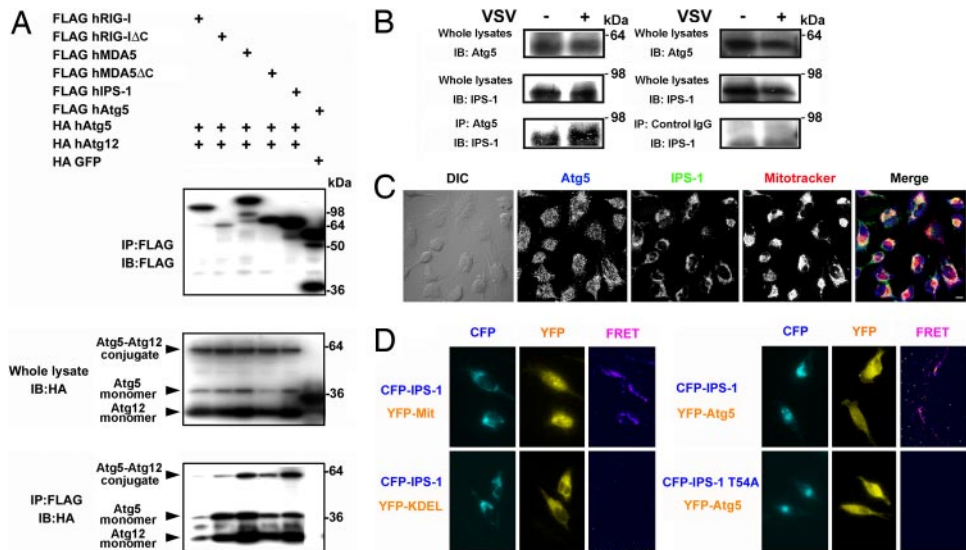 A
FLAG hRIG-I +
FLAG hRIG-IΔC +
FLAG hMDA5 +
FLAG hMDA5ΔC +
FLAG hIPS-1 +
FLAG hAtg5 +
HA hAtg5 + + + + +
HA hAtg12 + + + + +
HA GFP +
kDa
-98
-64
-50
-36
IP:FLAG
IB:FLAG
Whole lysate
IB:HA
Atg5-Atg12
conjugate
Atg5
monomer
Atg12
monomer
-64
-36
IP:FLAG
IB:HA
Atg5-Atg12
conjugate
Atg5
monomer
Atg12
monomer
-64
-36
B
VSV - + kDa
Whole lysates
IB: Atg5
-64
Whole lysates
IB: IPS-1
-98
IP: Atg5
IB: IPS-1
-98
VSV - + kDa
Whole lysates
IB: Atg5
-64
Whole lysates
IB: IPS-1
-98
IP: Control IgG
IB: IPS-1
-98
C
DIC Atg5 IPS-1 Mitotracker Merge
D
CFP YFP FRET
CFP-IPS-1
YFP-Mit
CFP-IPS-1
YFP-KDEL
CFP YFP FRET
CFP-IPS-1
YFP-Atg5
CFP-IPS-1 T54A
YFP-Atg5